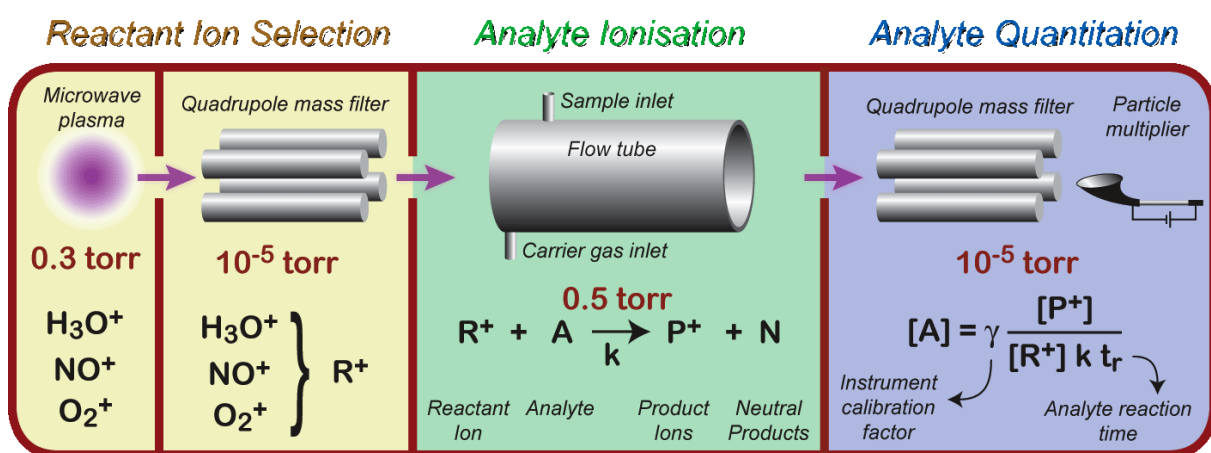 Reactant Ion Selection
Analyte Ionisation
Analyte Quantitation
Microwave
plasma
0.3 torr
H₃O⁺
NO⁺
O₂⁺
Quadrupole mass filter
10⁻⁵ torr
H₃O⁺
NO⁺
O₂⁺
} R⁺
Sample inlet
Flow tube
Carrier gas inlet
0.5 torr
R⁺ + A → P⁺ + N
k
Reactant
Ion
Analyte
Product
Ions
Neutral
Products
Quadrupole mass filter
Particle
multiplier
10⁻⁵ torr
[A] = γ [P⁺]
[R⁺] k tᵣ
Instrument
calibration
factor
Analyte reaction
time